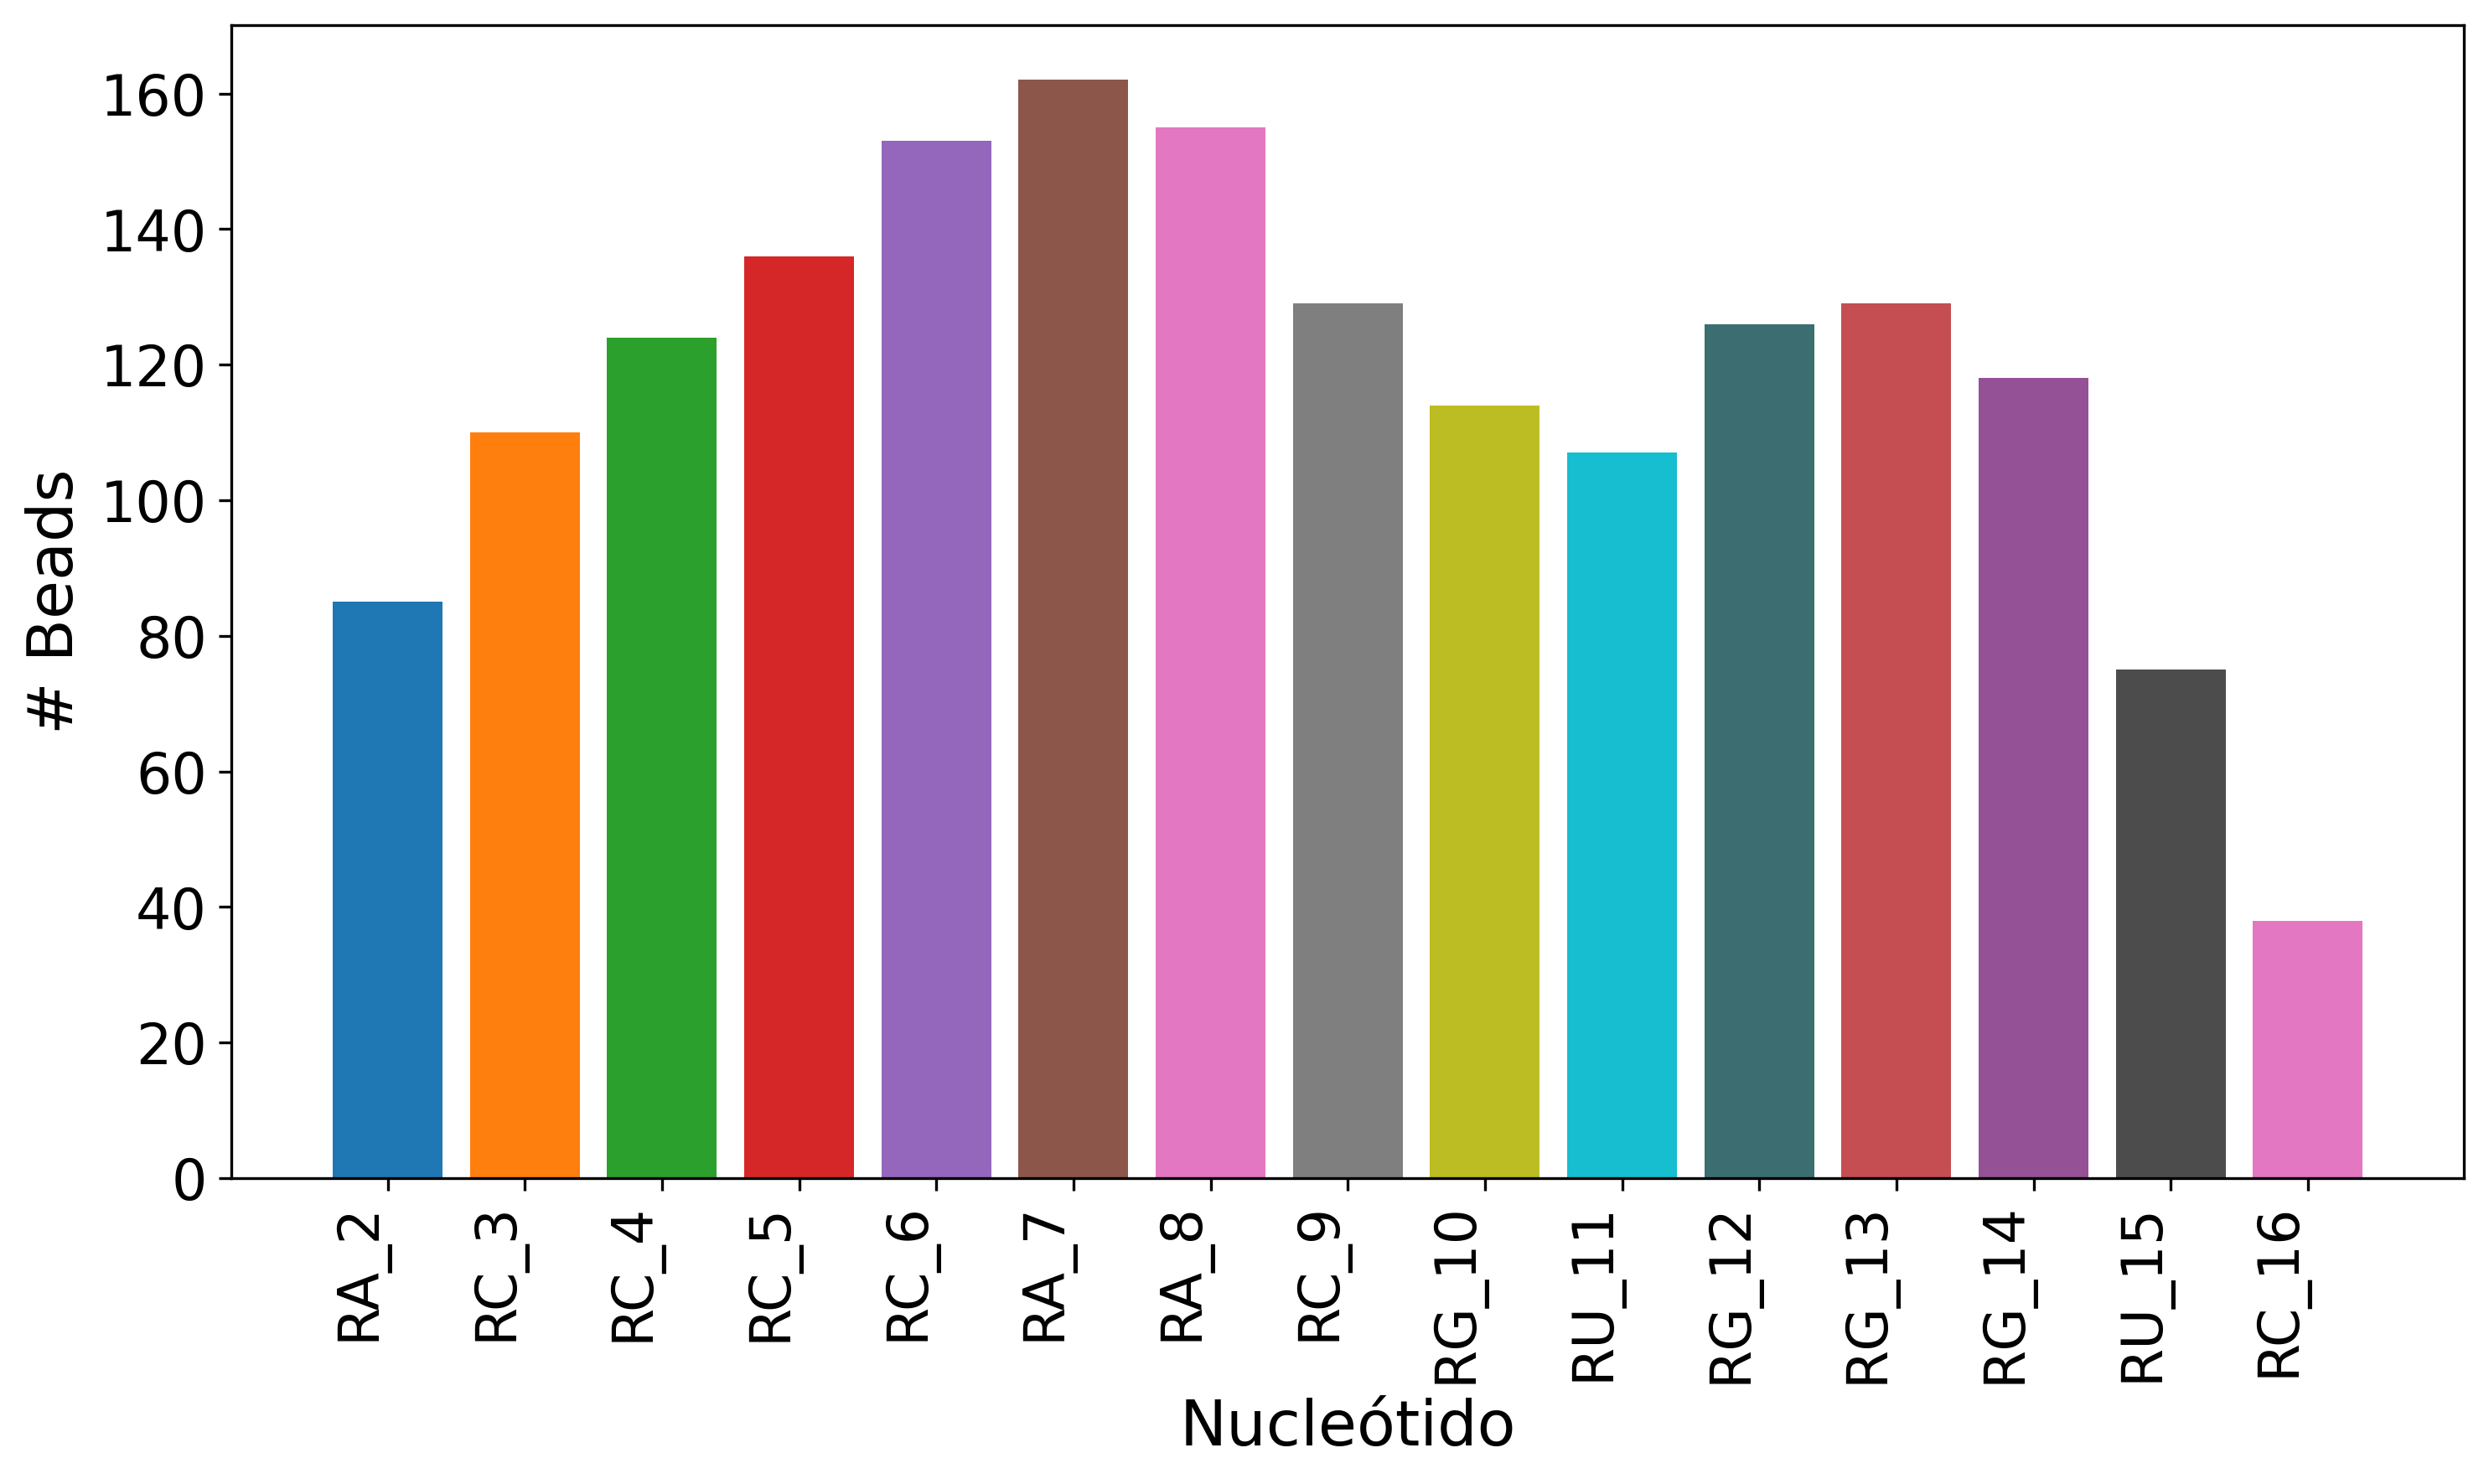 # Beads
160
140
120
100
80
60
40
20
0
RA_2
RC_3
RC_4
RC_5
RC_6
RA_7
RA_8
RC_9
RG_10
RU_11
RG_12
RG_13
RG_14
RU_15
RC_16
Nucleótido